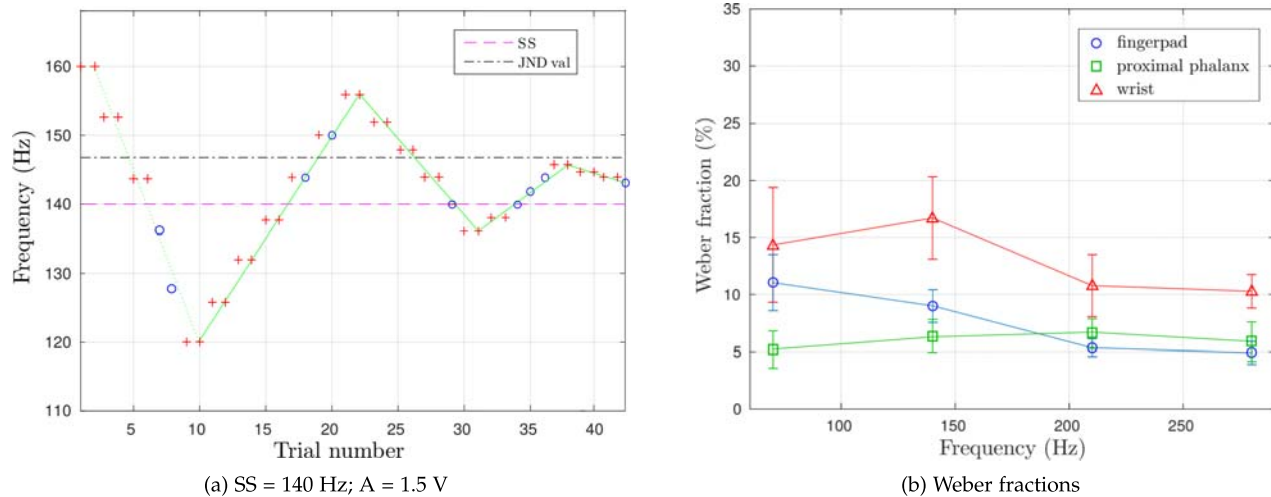 SS
JND val
160
150
140
130
120
110
Frequency (Hz)
5 10 15 20 25 30 35 40
Trial number
(a) SS = 140 Hz; A = 1.5 V
fingerpad
proximal phalanx
wrist
35
30
25
20
15
10
5
0
Weber fraction (%)
100 150 200 250
Frequency (Hz)
(b) Weber fractions